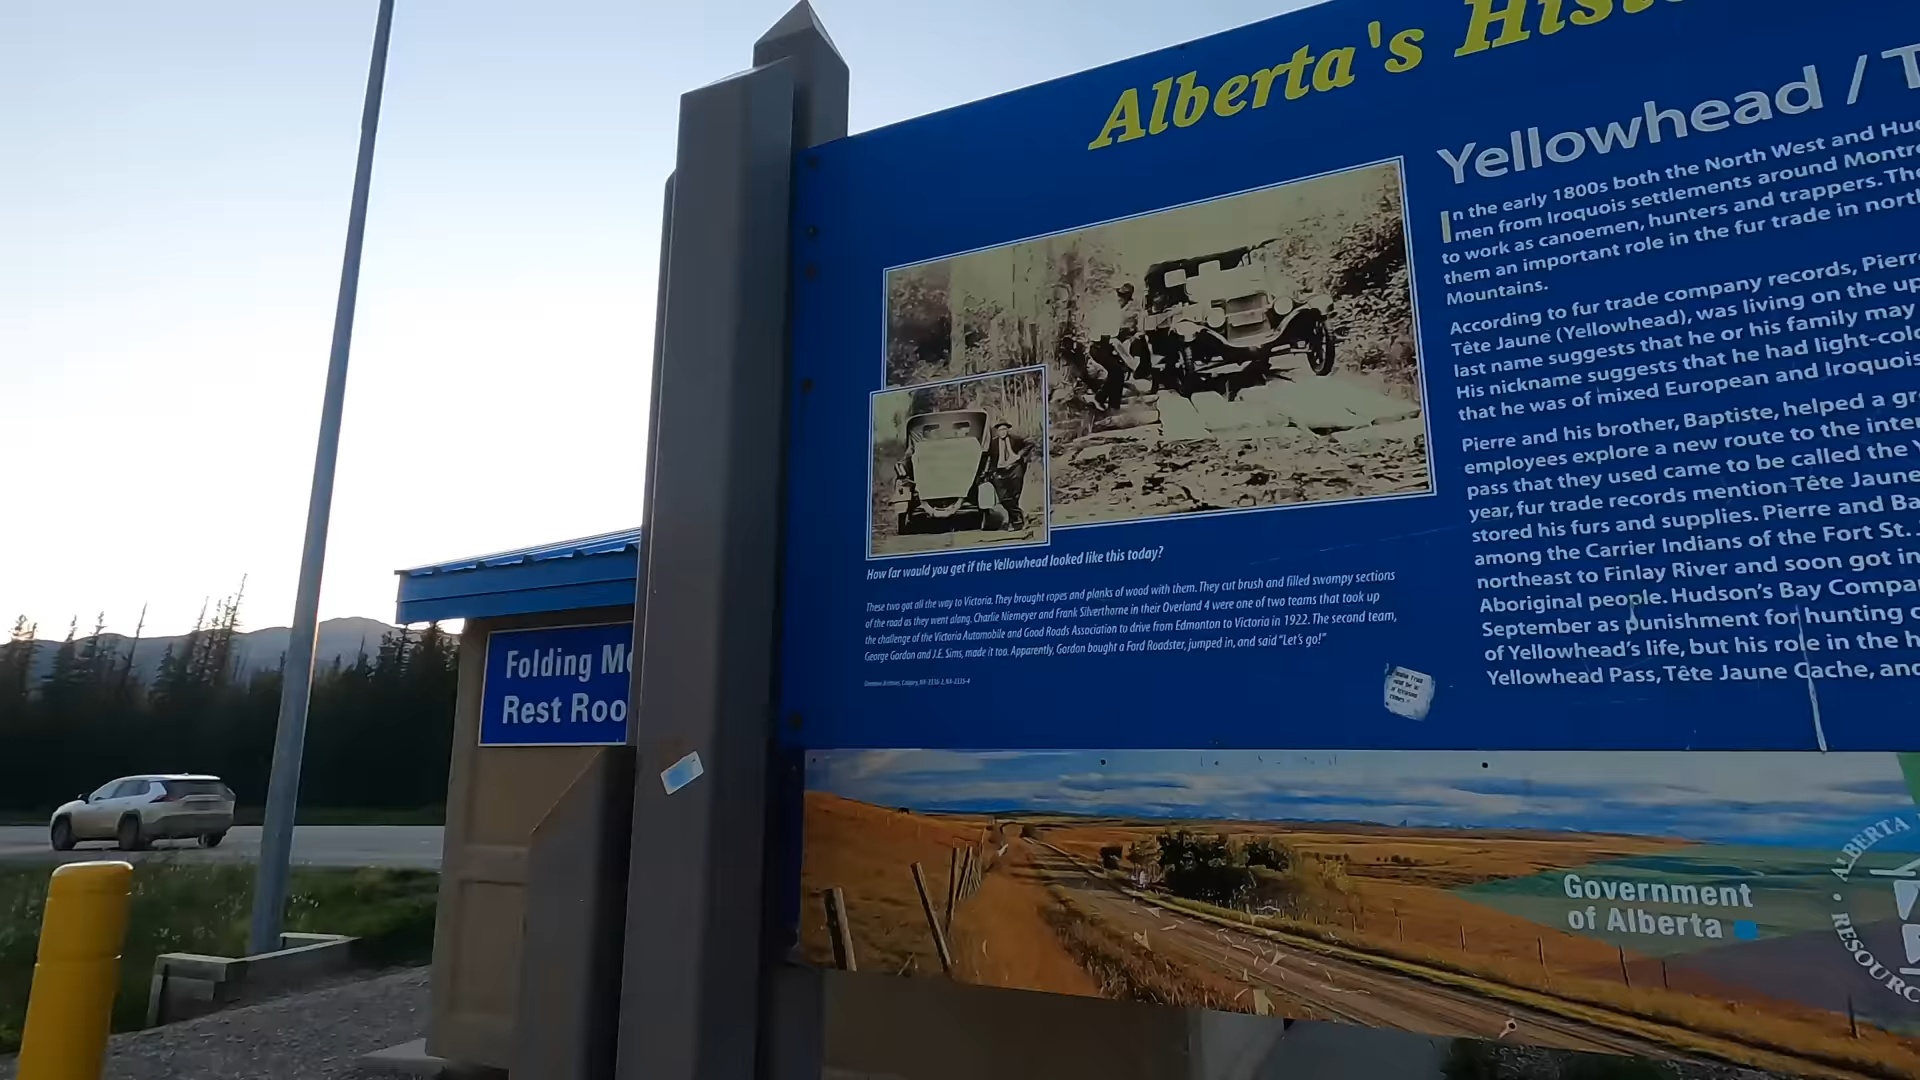 Alberta's Hist
Yellowhead / T
In the early 1800s both the North West and Hud
men from Iroquois settlements around Montre
to work as canoemen, hunters and trappers. The
them an important role in the fur trade in north
Mountains.
According to fur trade company records, Pierre
Tête Jaune (Yellowhead), was living on the up
last name suggests that he or his family may
His nickname suggests that he had light-colo
that he was of mixed European and Iroquois
Pierre and his brother, Baptiste, helped a gr
employees explore a new route to the inter
pass that they used came to be called the Y
year, fur trade records mention Tête Jaune
stored his furs and supplies. Pierre and Ba
among the Carrier Indians of the Fort St.
northeast to Finlay River and soon got in
Aboriginal people. Hudson's Bay Compan
September as punishment for hunting o
of Yellowhead's life, but his role in the h
Yellowhead Pass, Tête Jaune Cache, and
How far would you get if the Yellowhead looked like this today?
These two got all the way to Victoria. They brought ropes and planks of wood with them. They cut brush and filled swampy sections
of the road as they went along. Charlie Niemeyer and Frank Silverthorne in their Overland 4 were one of two teams that took up
the challenge of the Victoria Automobile and Good Roads Association to drive from Edmonton to Victoria in 1922. The second team,
George Gordon and J.E. Sims, made it too. Apparently, Gordon bought a Ford Roadster, jumped in, and said "Let's go!"
Folding Mo
Rest Roo
Government
of Alberta
ALBERTA
RESOURC